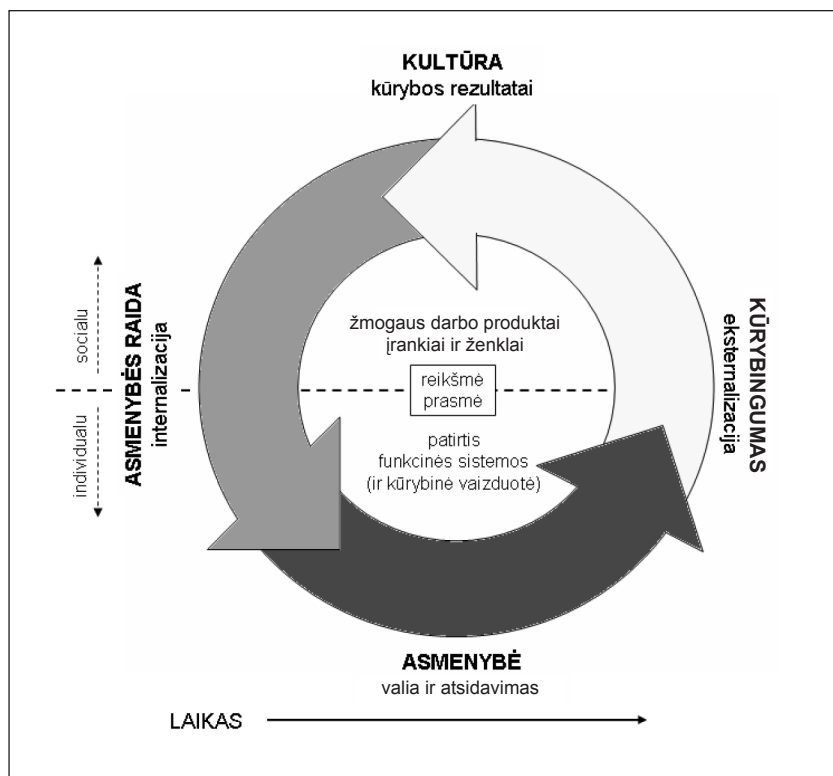 KULTŪRA
kūrybos rezultatai
socialu
individualu
ASMENYBĖS RAIDA
internalizacija
žmogaus darbo produktai
įrankiai ir ženklai
reikšmė
prasmė
patirtis
funkcinės sistemos
(ir kūrybinė vaizduotė)
KŪRYBINGUMAS
eksternalizacija
ASMENYBĖ
valia ir atsidavimas
LAIKAS